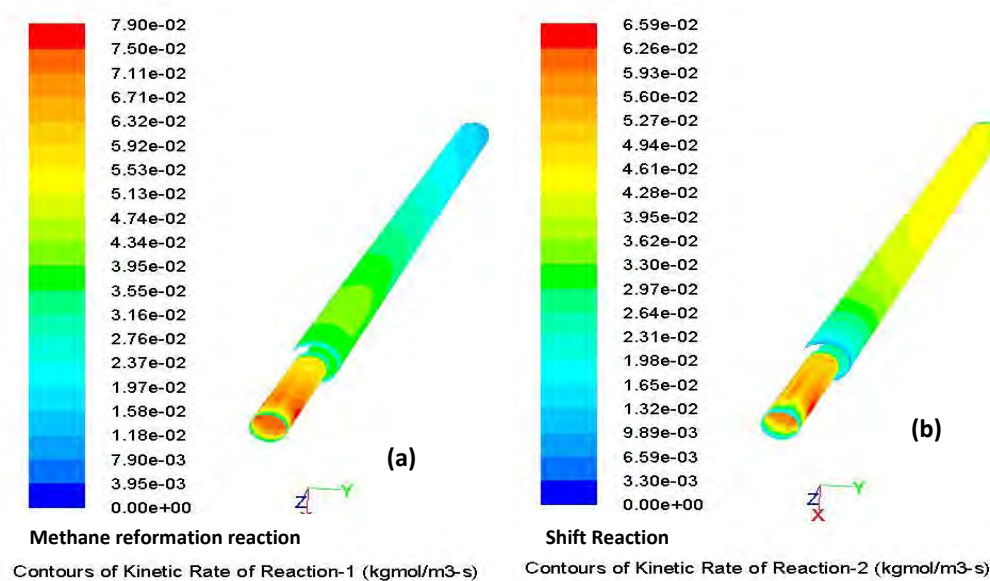 7.90e-02
7.50e-02
7.11e-02
6.71e-02
6.32e-02
5.92e-02
5.53e-02
5.13e-02
4.74e-02
4.34e-02
3.95e-02
3.55e-02
3.16e-02
2.76e-02
2.37e-02
1.97e-02
1.58e-02
1.18e-02
7.90e-03
3.95e-03
0.00e+00
(a)
Z Y
Methane reformation reaction
Contours of Kinetic Rate of Reaction-1 (kgmol/m3-s)
6.59e-02
6.26e-02
5.93e-02
5.60e-02
5.27e-02
4.94e-02
4.61e-02
4.28e-02
3.95e-02
3.62e-02
3.30e-02
2.97e-02
2.64e-02
2.31e-02
1.98e-02
1.65e-02
1.32e-02
9.89e-03
6.59e-03
3.30e-03
0.00e+00
(b)
Z Y
X
Shift Reaction
Contours of Kinetic Rate of Reaction-2 (kgmol/m3-s)